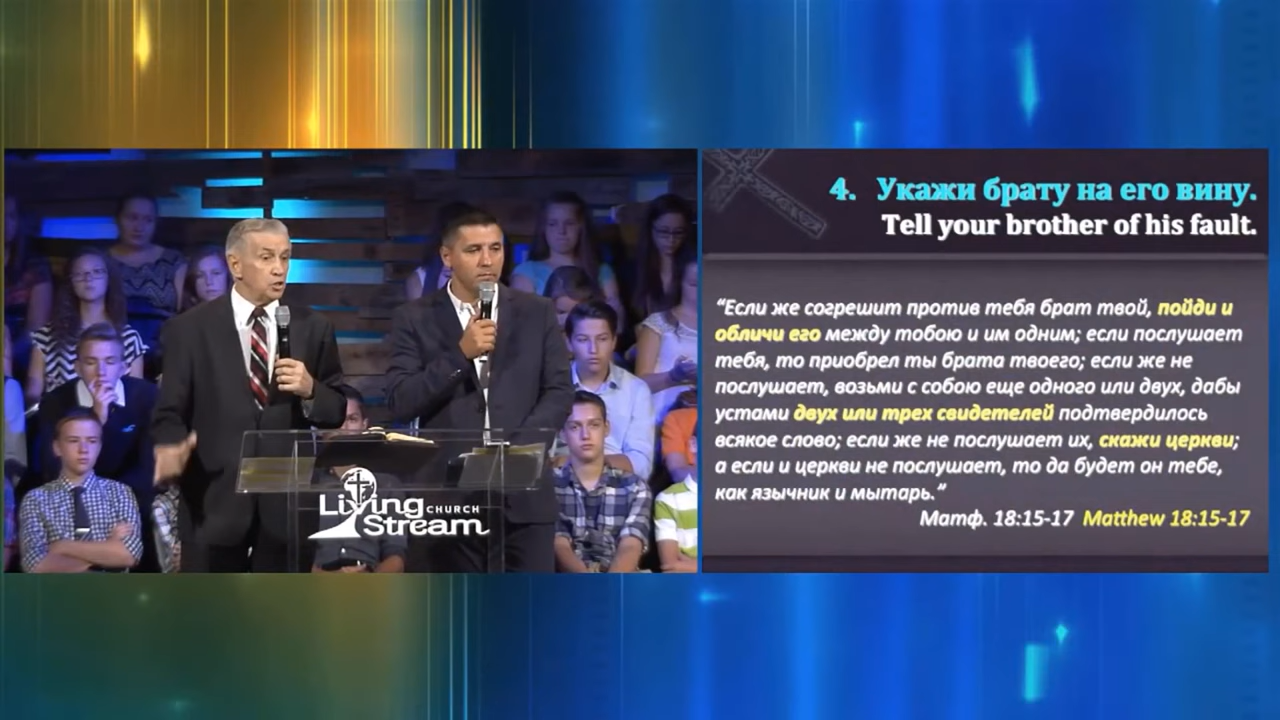 Living CHURCH
Stream
4. Укажи брату на его вину.
Tell your brother of his fault.
“Если же согрешит против тебя брат твой, пойди и
обличи его между тобою и им одним; если послушает
тебя, то приобрел ты брата твоего; если же не
послушает, возьми с собою еще одного или двух, дабы
устами двух или трех свидетелей подтвердилось
всякое слово; если же не послушает их, скажи церкви;
а если и церкви не послушает, то да будет он тебе,
как язычник и мытарь.”
Матф. 18:15-17 Matthew 18:15-17